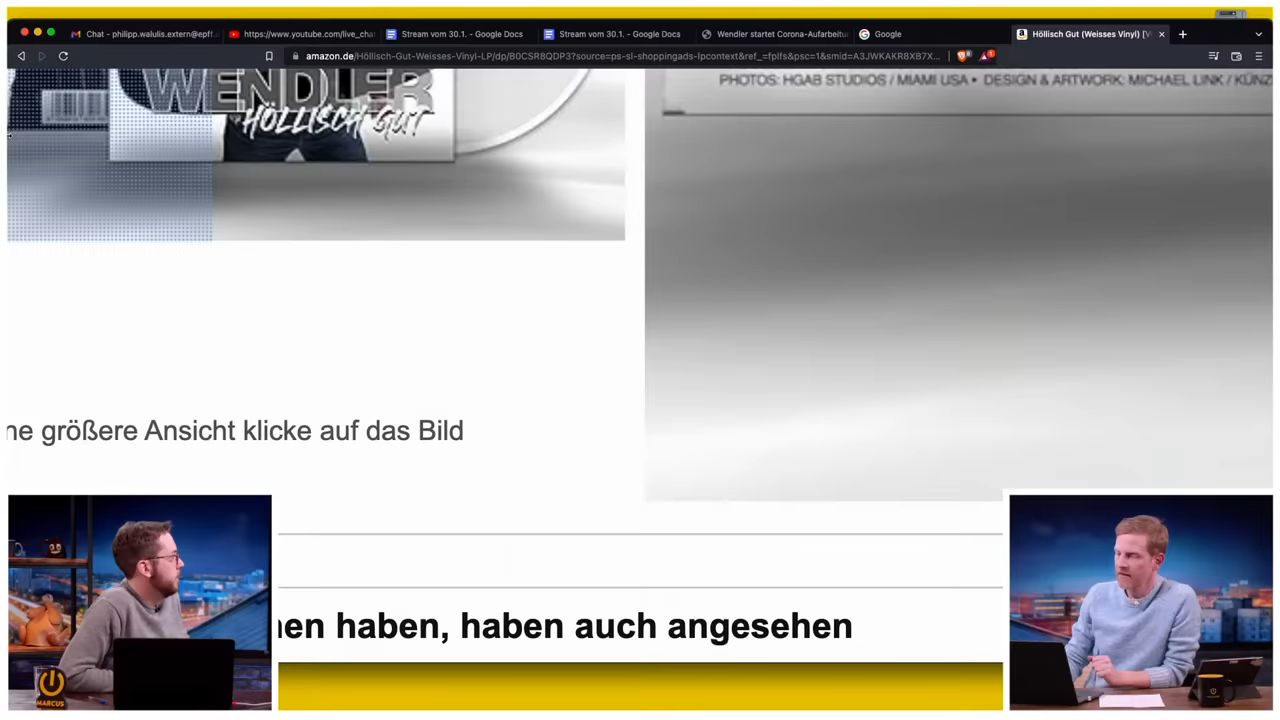 Chat - philipp.walulis.extern@epff.
https://www.youtube.com/live_cha
Stream vom 30.1. - Google Docs
Stream vom 30.1. - Google Docs
Wendler startet Corona-Aufarbeitun
Google
Höllisch Gut (Weisses Vinyl) [V
amazon.de/Höllisch-Gut-Weisses-Vinyl-LP/dp/B0CSR8QDP3?source=ps-sl-shoppingads-lpcontext&ref_=fplfs&psc=1&smid=A3JWKAKR8XB7X...
WENDLER
HÖLLISCH GUT
PHOTOS: HGAB STUDIOS / MIAMI USA • DESIGN & ARTWORK: MICHAEL LINK / KÜNZ
ne größere Ansicht klicke auf das Bild
nen haben, haben auch angesehen
MARCUS